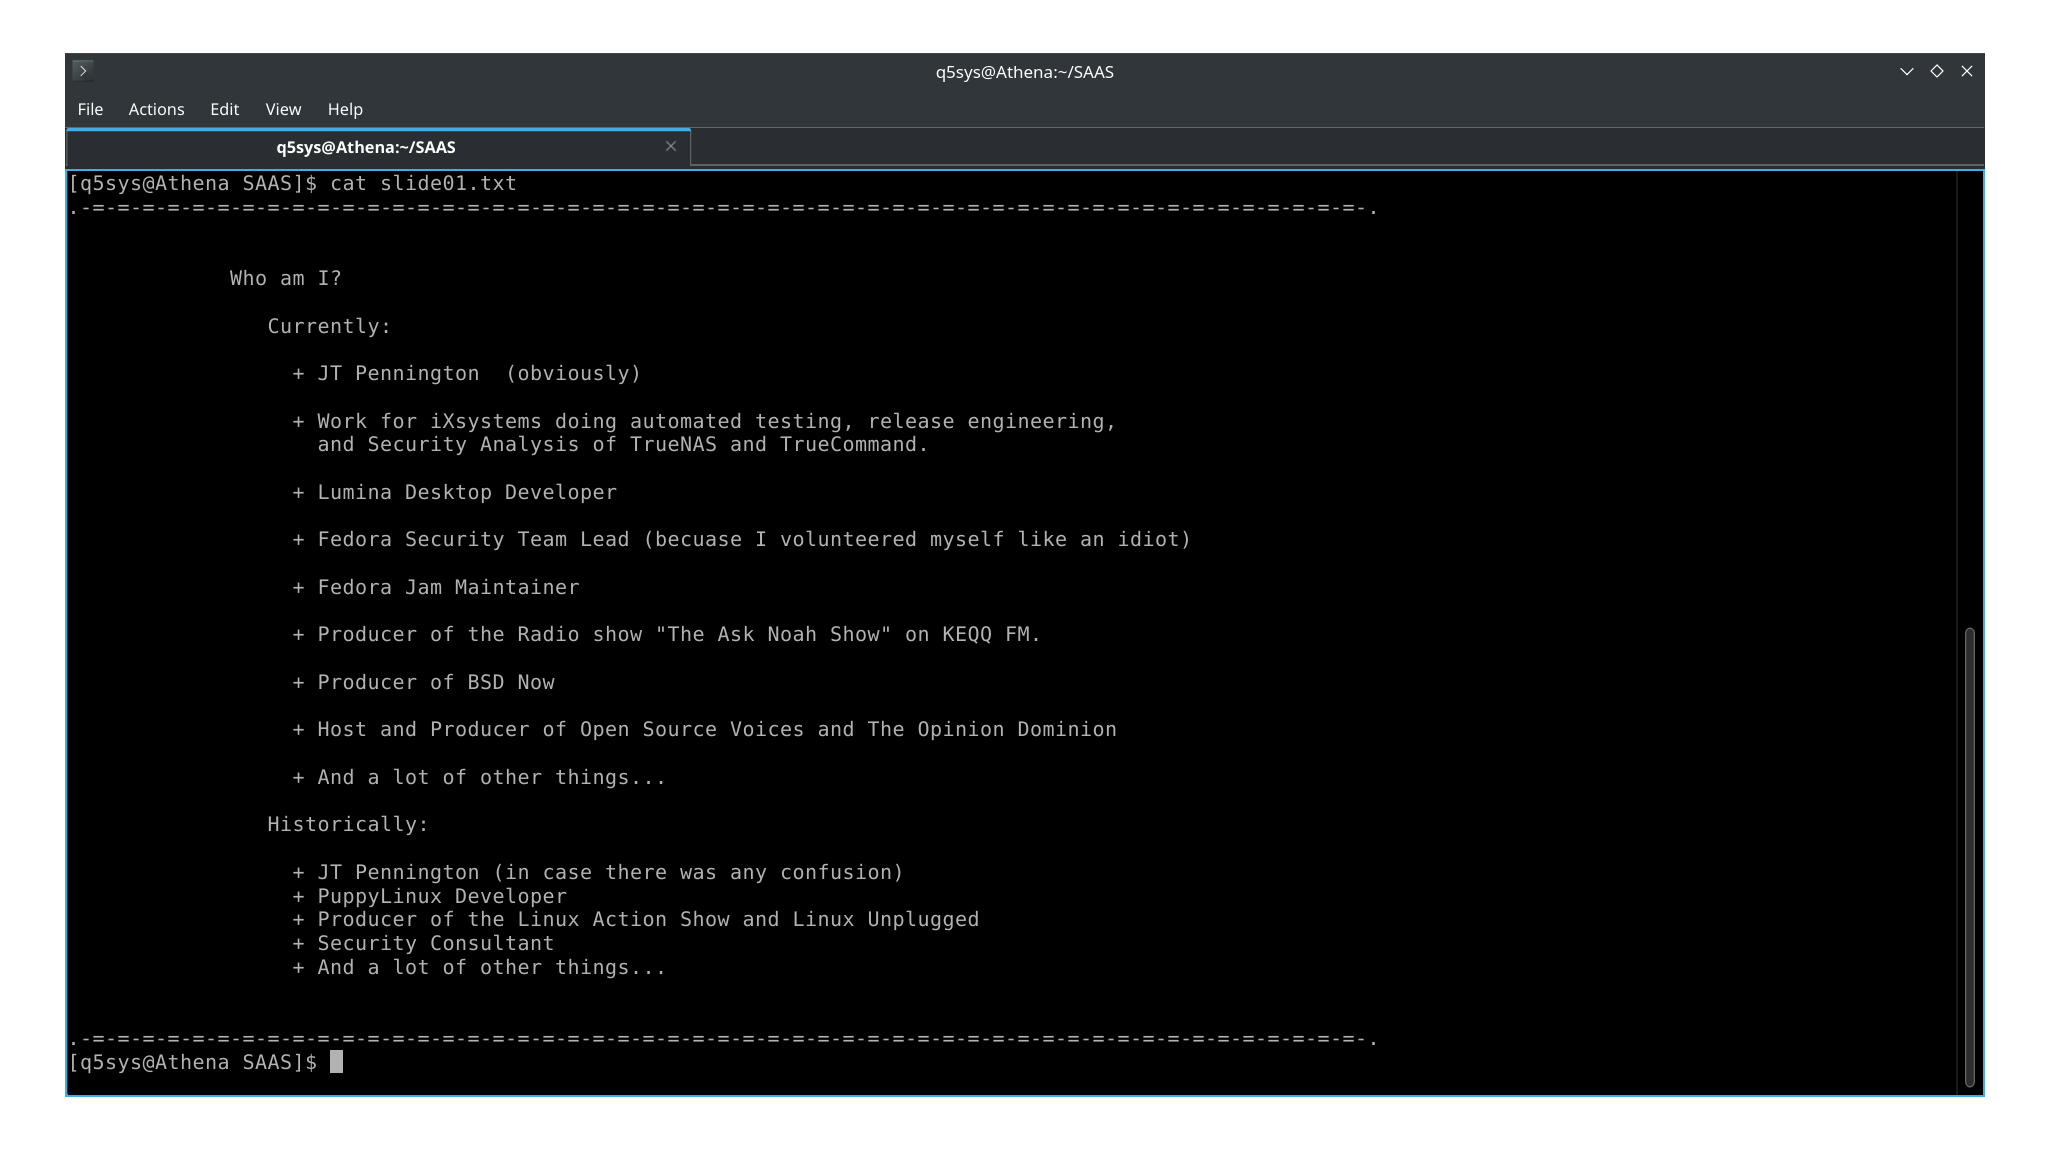 q5sys@Athena:~/SAAS
File Actions Edit View Help
q5sys@Athena:~/SAAS
[q5sys@Athena SAAS]$ cat slide01.txt
.-=-=-=-=-=-=-=-=-=-=-=-=-=-=-=-=-=-=-=-=-=-=-=-=-=-=-=-=-=-=-=-=-=-=-=-=-=-=-=-=-=-=-=-=-=-=-=-=-=-=-=-.
Who am I?
Currently:
+ JT Pennington  (obviously)
+ Work for iXsystems doing automated testing, release engineering,
and Security Analysis of TrueNAS and TrueCommand.
+ Lumina Desktop Developer
+ Fedora Security Team Lead (becuase I volunteered myself like an idiot)
+ Fedora Jam Maintainer
+ Producer of the Radio show "The Ask Noah Show" on KEQQ FM.
+ Producer of BSD Now
+ Host and Producer of Open Source Voices and The Opinion Dominion
+ And a lot of other things...
Historically:
+ JT Pennington (in case there was any confusion)
+ PuppyLinux Developer
+ Producer of the Linux Action Show and Linux Unplugged
+ Security Consultant
+ And a lot of other things...
.-=-=-=-=-=-=-=-=-=-=-=-=-=-=-=-=-=-=-=-=-=-=-=-=-=-=-=-=-=-=-=-=-=-=-=-=-=-=-=-=-=-=-=-=-=-=-=-=-=-=-=-.
[q5sys@Athena SAAS]$